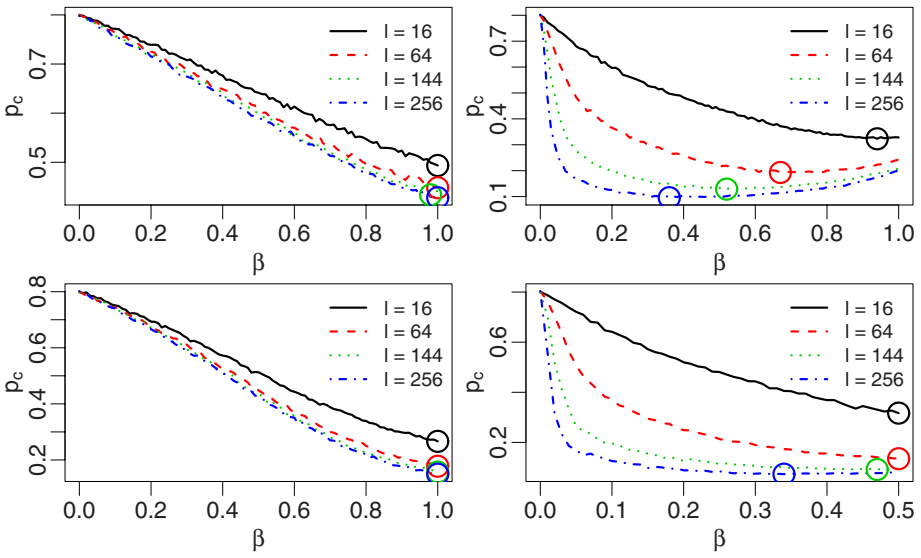 p_c
0.5
0.7
l = 16
l = 64
l = 144
l = 256
0.0 0.2 0.4 0.6 0.8 1.0
β
p_c
0.1
0.4
0.7
l = 16
l = 64
l = 144
l = 256
0.0 0.2 0.4 0.6 0.8 1.0
β
p_c
0.2
0.4
0.6
0.8
l = 16
l = 64
l = 144
l = 256
0.0 0.2 0.4 0.6 0.8 1.0
β
p_c
0.2
0.6
l = 16
l = 64
l = 144
l = 256
0.0 0.1 0.2 0.3 0.4 0.5
β